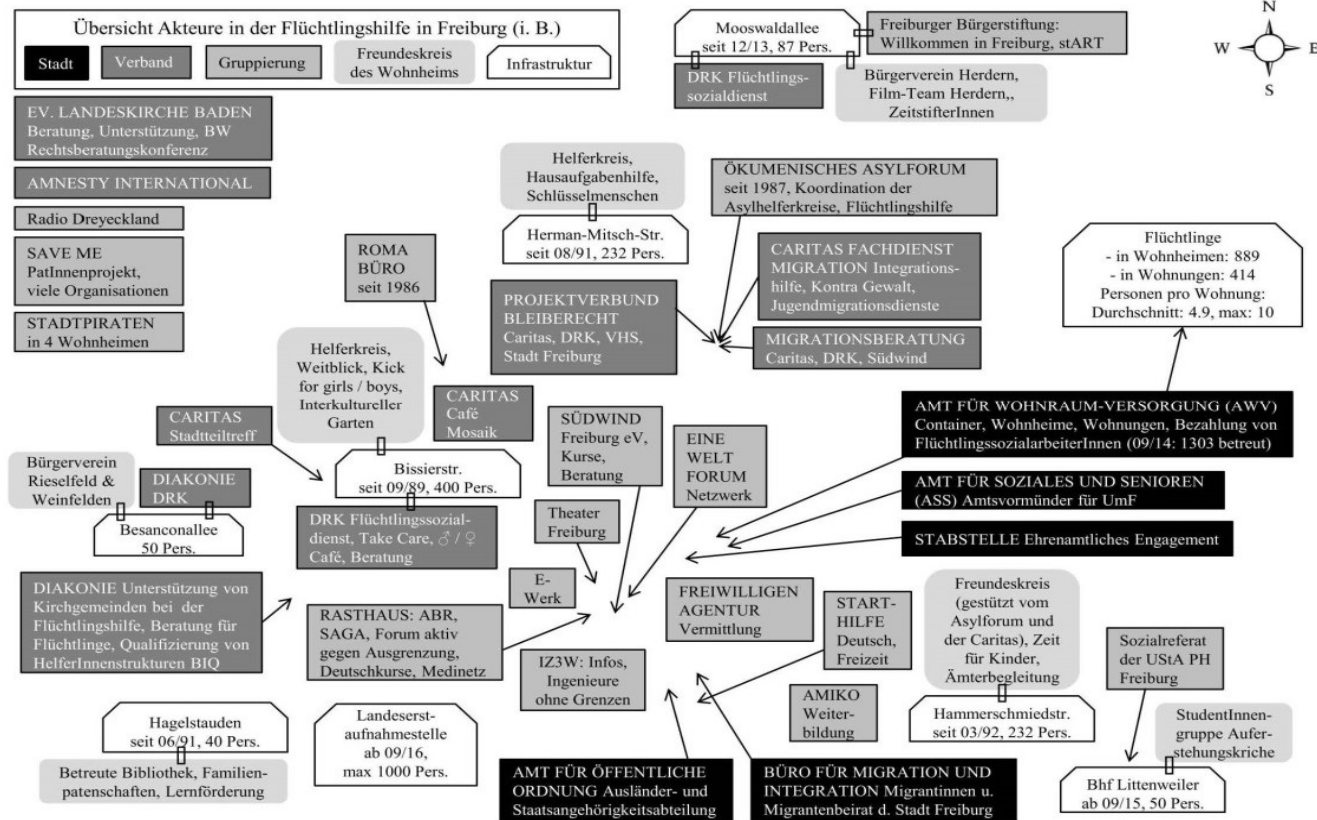 Übersicht Akteure in der Flüchtlingshilfe in Freiburg (i. B.)
Stadt
Verband
Gruppierung
Freundeskreis
des Wohnheims
Infrastruktur
Mooswaldallee
seit 12/13, 87 Pers.
Freiburger Bürgerstiftung:
Willkommen in Freiburg, stART
DRK Flüchtlings-
sozialdienst
Bürgerverein Herdern,
Film-Team Herdern,,
ZeitstifterInnen
N
W
E
S
EV. LANDESKIRCHE BADEN
Beratung, Unterstützung, BW
Rechtsberatungskonferenz
AMNESTY INTERNATIONAL
Radio Dreyeckland
SAVE ME
PatInnenprojekt,
viele Organisationen
STADTPIRATEN
in 4 Wohnheimen
ROMA
BÜRO
seit 1986
Helferkreis,
Hausaufgabenhilfe,
Schlüsselmenschen
Herman-Mitsch-Str.
seit 08/91, 232 Pers.
ÖKUMENISCHES ASYLFORUM
seit 1987, Koordination der
Asylhelferkreise, Flüchtlingshilfe
CARITAS FACHDIENST
MIGRATION Integrations-
hilfe, Kontra Gewalt,
Jugendmigrationsdienste
PROJEKTVERBUND
BLEIBERECHT
Caritas, DRK, VHS,
Stadt Freiburg
MIGRATIONSBERATUNG
Caritas, DRK, Südwind
Flüchtlinge
- in Wohnheimen: 889
- in Wohnungen: 414
Personen pro Wohnung:
Durchschnitt: 4.9, max: 10
Helferkreis,
Weitblick, Kick
for girls / boys,
Interkultureller
Garten
CARITAS
Stadtteiltreff
CARITAS
Café
Mosaik
SÜDWIND
Freiburg eV,
Kurse,
Beratung
EINE
WELT
FORUM
Netzwerk
AMT FÜR WOHNRAUM-VERSORGUNG (AWV)
Container, Wohnheime, Wohnungen, Bezahlung von
FlüchtlingssozialarbeiterInnen (09/14: 1303 betreut)
Bürgerverein
Rieselfeld &
Weinfelden
DIAKONIE
DRK
Besanconallee
50 Pers.
Bissierstr.
seit 09/89, 400 Pers.
DRK Flüchtlingssozial-
dienst, Take Care, ♂ / ♀
Café, Beratung
Theater
Freiburg
AMT FÜR SOZIALES UND SENIOREN
(ASS) Amtsvormünder für UmF
STABSTELLE Ehrenamtliches Engagement
DIAKONIE Unterstützung von
Kirchgemeinden bei der
Flüchtlingshilfe, Beratung für
Flüchtlinge, Qualifizierung von
HelferInnenstrukturen BIQ
E-
Werk
RASTHAUS: ABR,
SAGA, Forum aktiv
gegen Ausgrenzung,
Deutschkurse, Medinetz
FREIWILLIGEN
AGENTUR
Vermittlung
START-
HILFE
Deutsch,
Freizeit
Freundeskreis
(gestützt vom
Asylforum und
der Caritas), Zeit
für Kinder,
Ämterbegleitung
Sozialreferat
der UStA PH
Freiburg
IZ3W: Infos,
Ingenieure
ohne Grenzen
AMIKO
Weiter-
bildung
Hammerschmiedstr.
seit 03/92, 232 Pers.
StudentInnen-
gruppe Aufer-
stehungskriche
Hagelstauden
seit 06/91, 40 Pers.
Betreute Bibliothek, Familien-
patenschaften, Lernförderung
Landeserst-
aufnahmestelle
ab 09/16,
max 1000 Pers.
AMT FÜR ÖFFENTLICHE
ORDNUNG Ausländer- und
Staatsangehörigkeitsabteilung
BÜRO FÜR MIGRATION UND
INTEGRATION Migrantinnen u.
Migrantenbeirat d. Stadt Freiburg
Bhf Littenweiler
ab 09/15, 50 Pers.